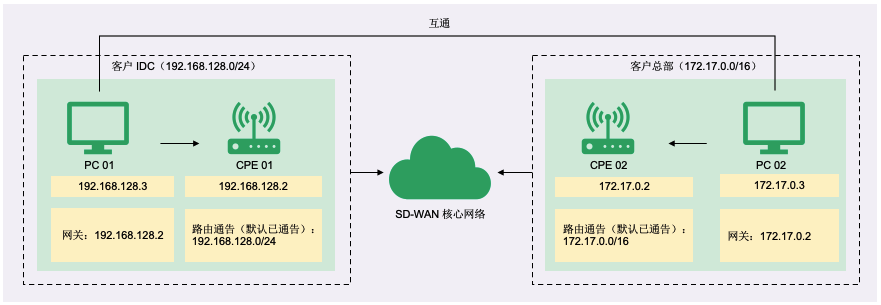 互通
客户 IDC（192.168.128.0/24）
客户总部（172.17.0.0/16）
PC 01
CPE 01
CPE 02
PC 02
192.168.128.3
192.168.128.2
172.17.0.2
172.17.0.3
SD-WAN 核心网络
网关：192.168.128.2
路由通告（默认已通告）：
192.168.128.0/24
路由通告（默认已通告）：
172.17.0.0/16
网关：172.17.0.2